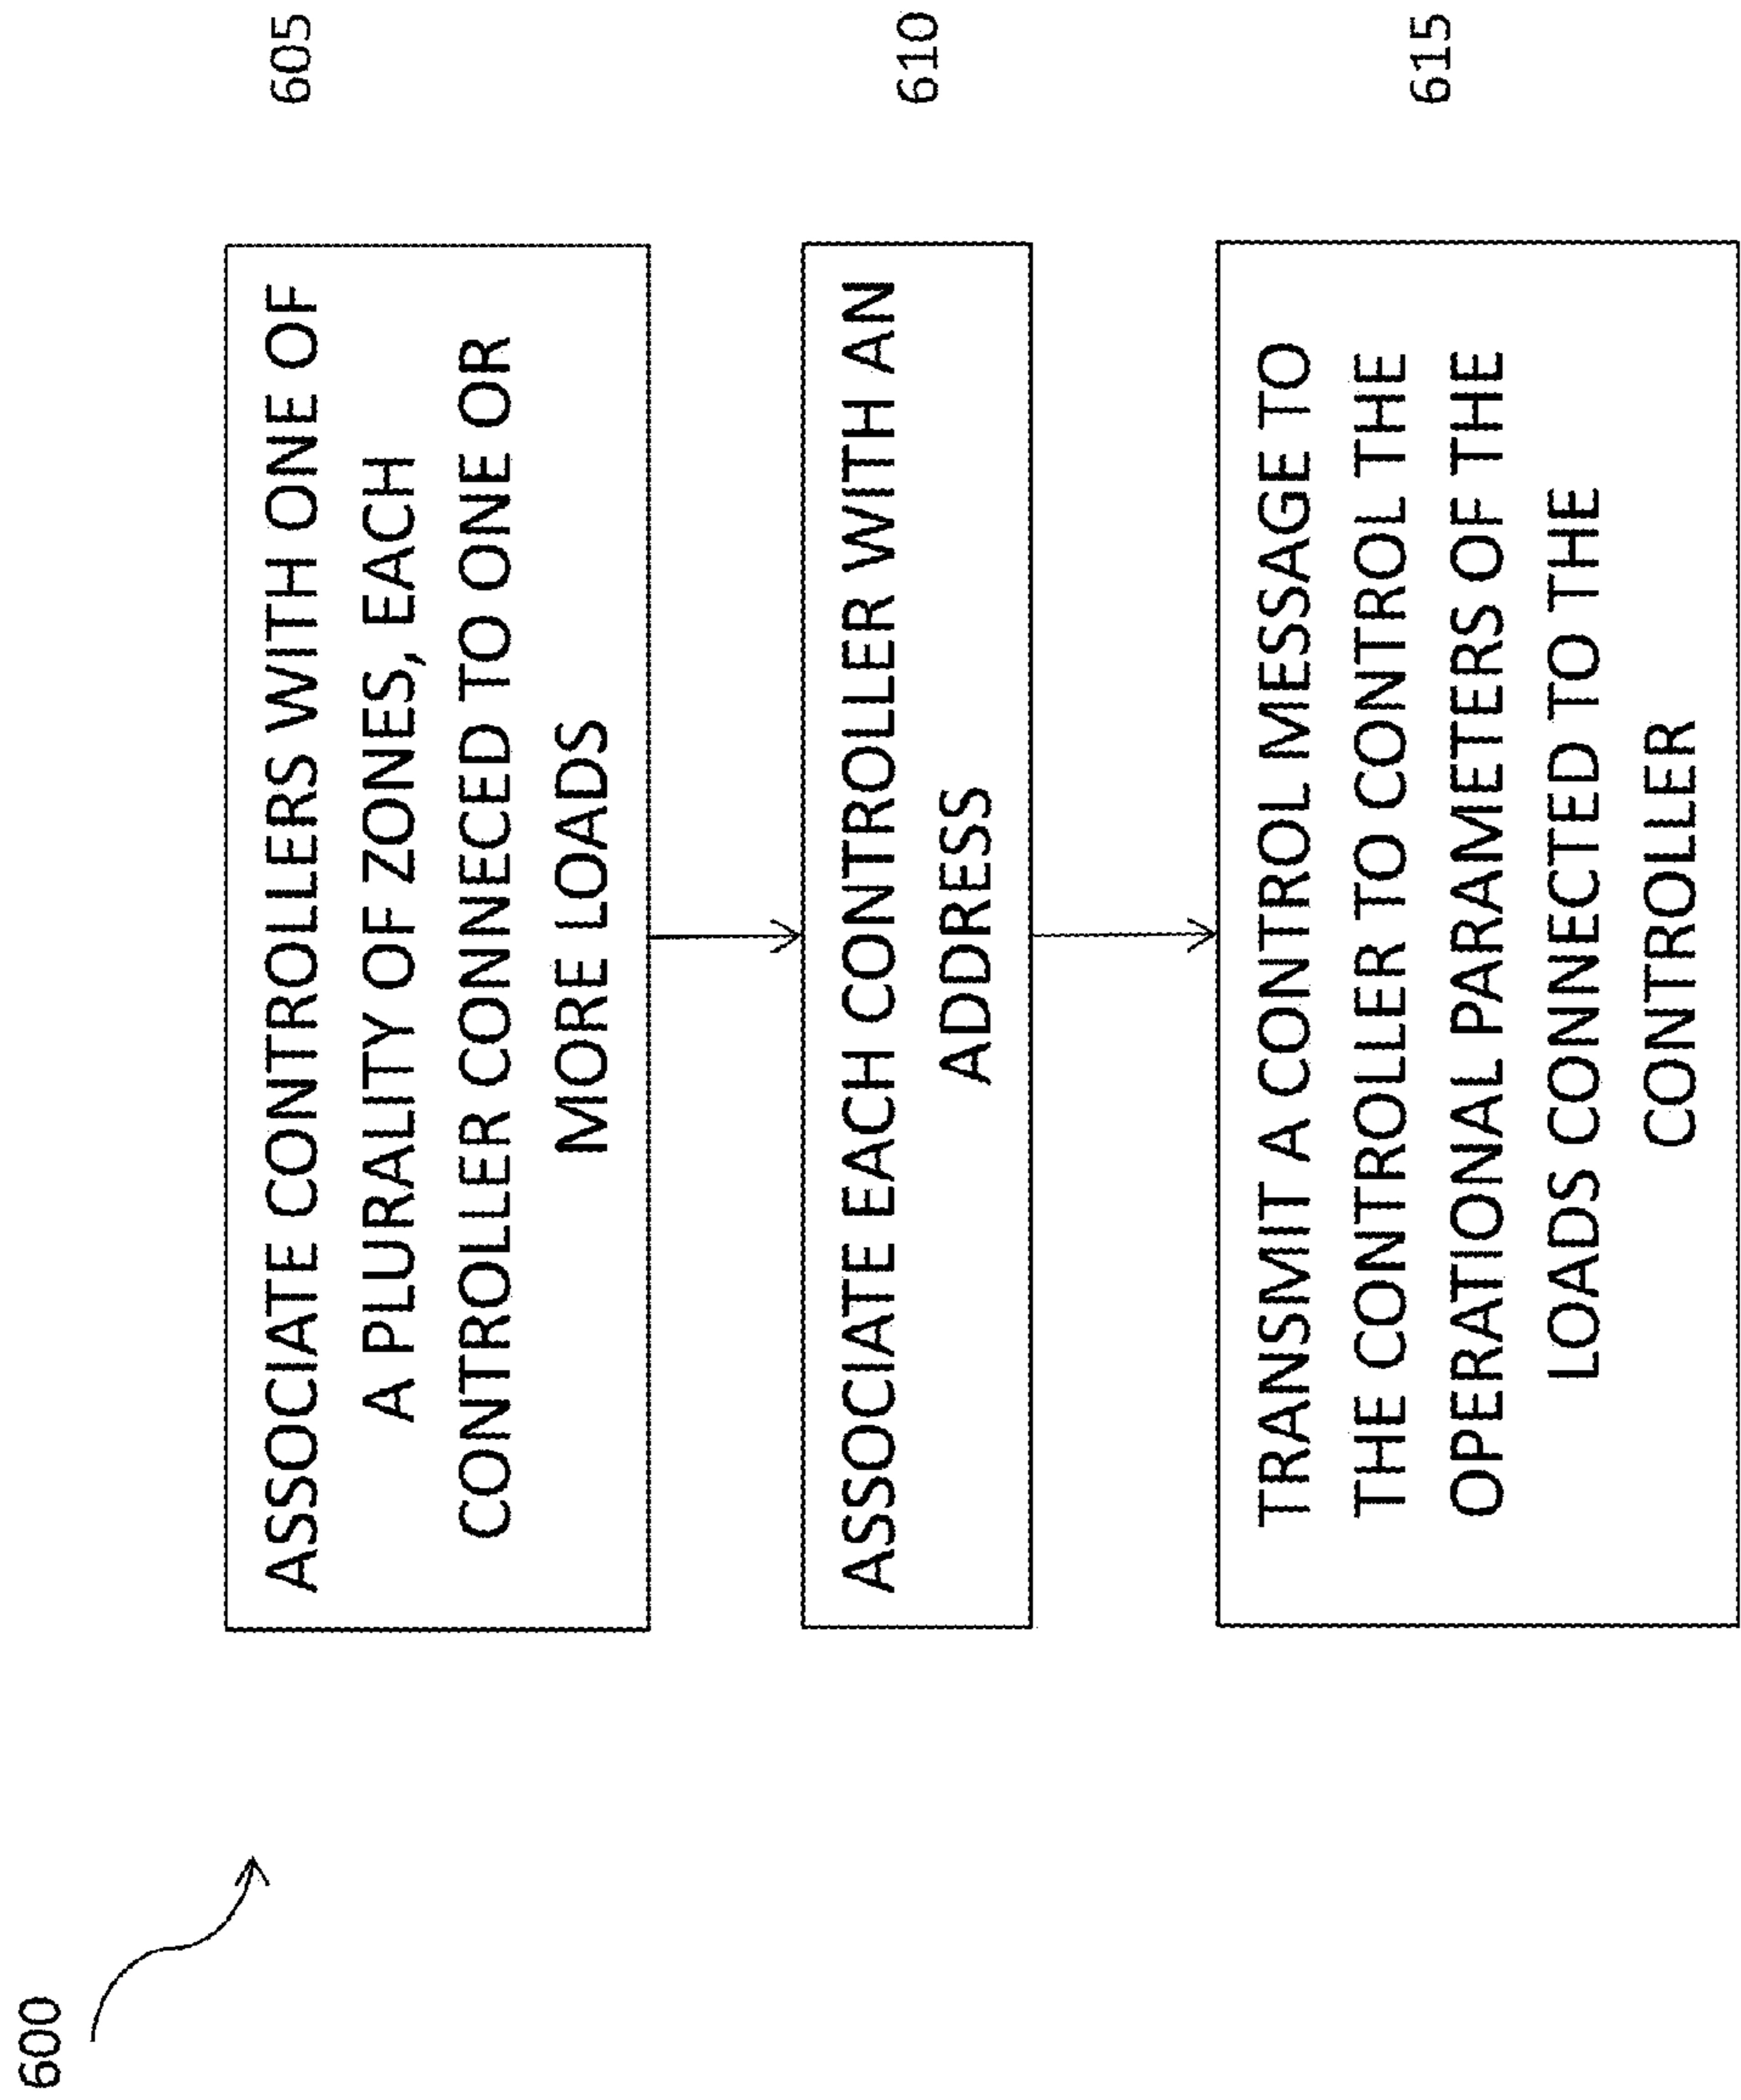 600
ASSOCIATE CONTROLLERS WITH ONE OF
A PLURALITY OF ZONES, EACH
CONTROLLER CONNECED TO ONE OR
MORE LOADS
605
ASSOCIATE EACH CONTROLLER WITH AN
ADDRESS
610
TRANSMIT A CONTROL MESSAGE TO
THE CONTROLLER TO CONTROL THE
OPERATIONAL PARAMETERS OF THE
LOADS CONNECTED TO THE
CONTROLLER
615